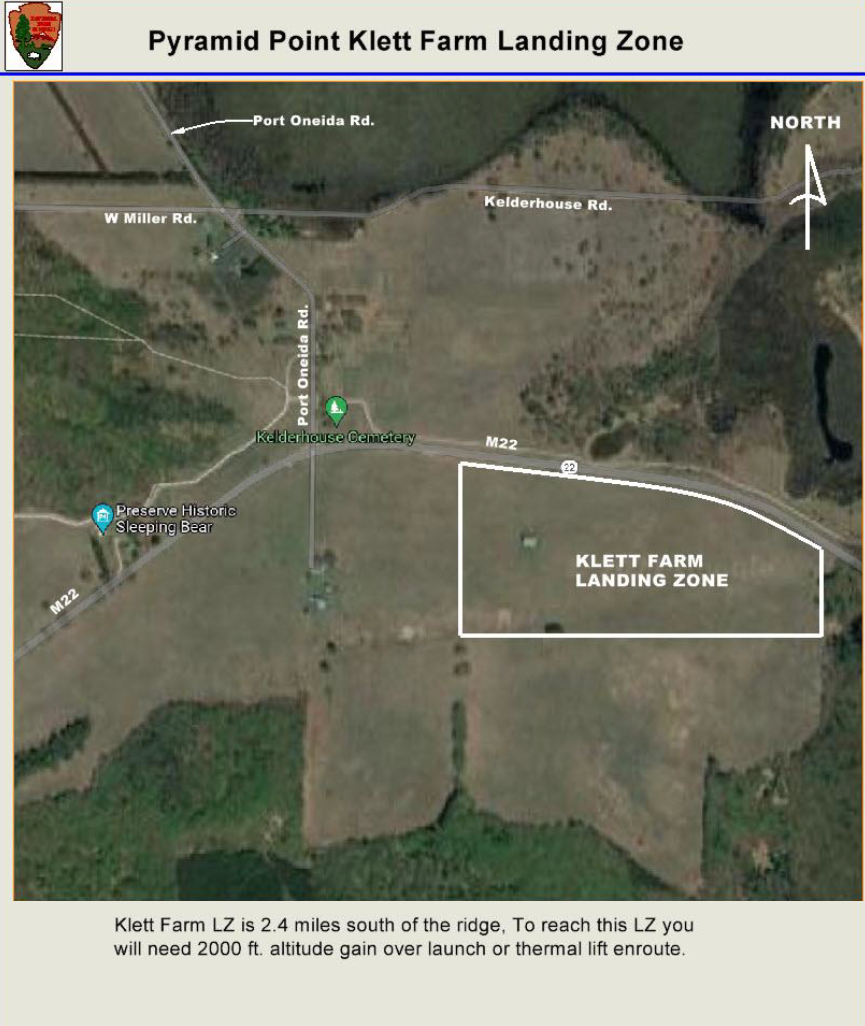 Pyramid Point Klett Farm Landing Zone
Port Oneida Rd.
NORTH
W Miller Rd.
Kelderhouse Rd.
Port Oneida Rd.
Kelderhouse Cemetery
M22
22
Preserve Historic
Sleeping Bear
KLETT FARM
LANDING ZONE
M22
Klett Farm LZ is 2.4 miles south of the ridge, To reach this LZ you
will need 2000 ft. altitude gain over launch or thermal lift enroute.